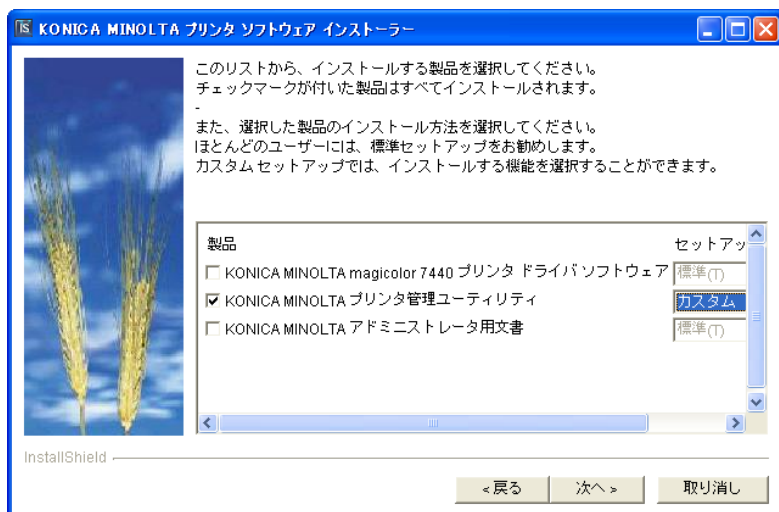 KONICA MINOLTA プリンタ ソフトウェア インストーラー
このリストから、インストールする製品を選択してください。
チェックマークが付いた製品はすべてインストールされます。
-
また、選択した製品のインストール方法を選択してください。
ほとんどのユーザーには、標準セットアップをお勧めします。
カスタム セットアップでは、インストールする機能を選択することができます。
製品 セットアッ
KONICA MINOLTA magicolor 7440 プリンタ ドライバ ソフトウェア 標準(T)
KONICA MINOLTA プリンタ管理ユーティリティ カスタム
KONICA MINOLTA アドミニストレータ用文書 標準(T)
InstallShield
< 戻る 次へ > 取り消し